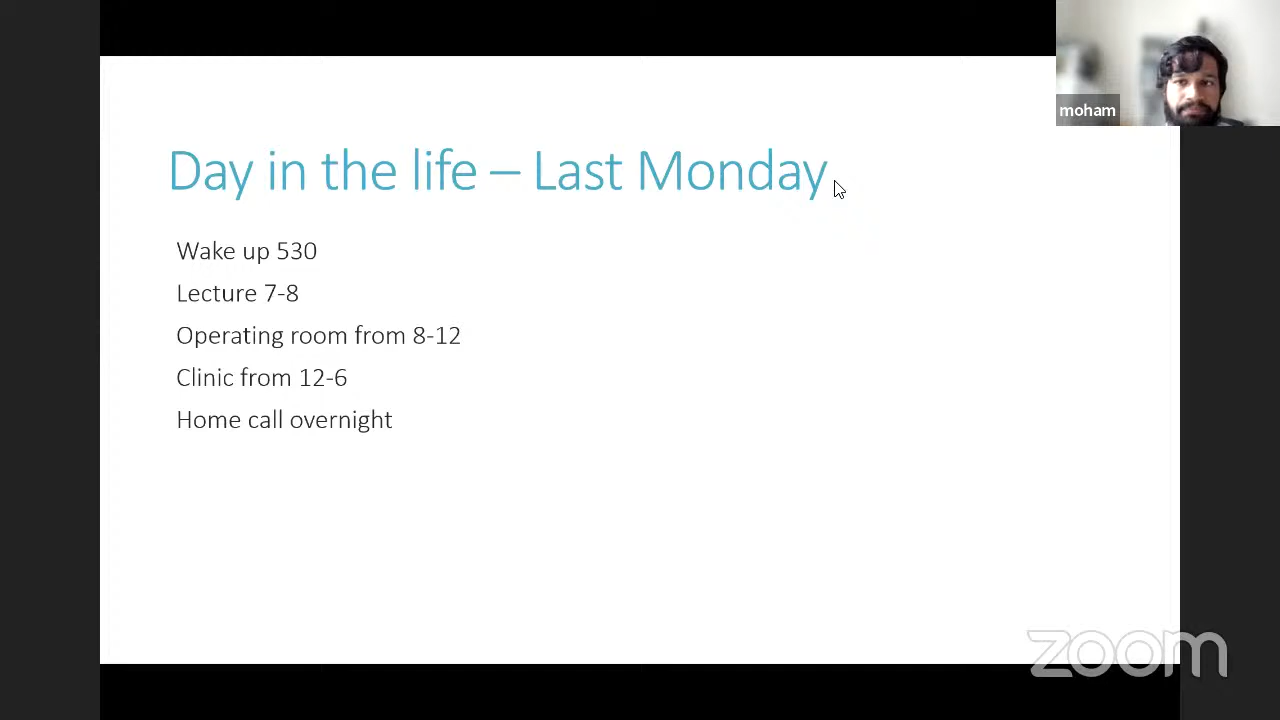 moham
Day in the life – Last Monday
Wake up 530
Lecture 7-8
Operating room from 8-12
Clinic from 12-6
Home call overnight
zoom